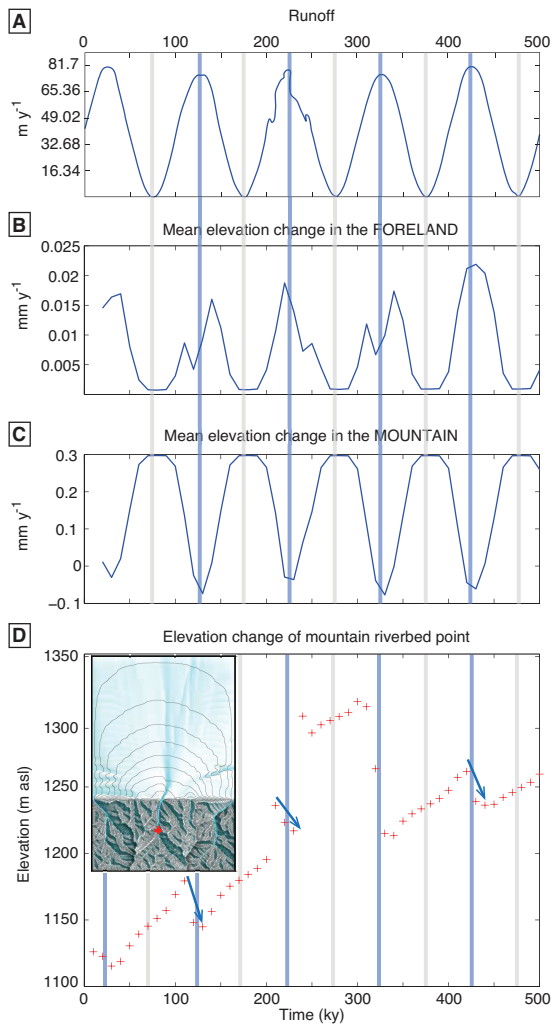 A
Runoff
0 100 200 300 400 500
81.7
65.36
49.02
32.68
16.34
m y-1
B
Mean elevation change in the FORELAND
0.025
0.02
0.015
0.01
0.005
mm y-1
C
Mean elevation change in the MOUNTAIN
0.3
0.2
0.1
0
−0.1
mm y-1
D
Elevation change of mountain riverbed point
1350
1300
1250
1200
1150
1100
Elevation (m asl)
0 100 200 300 400 500
Time (ky)